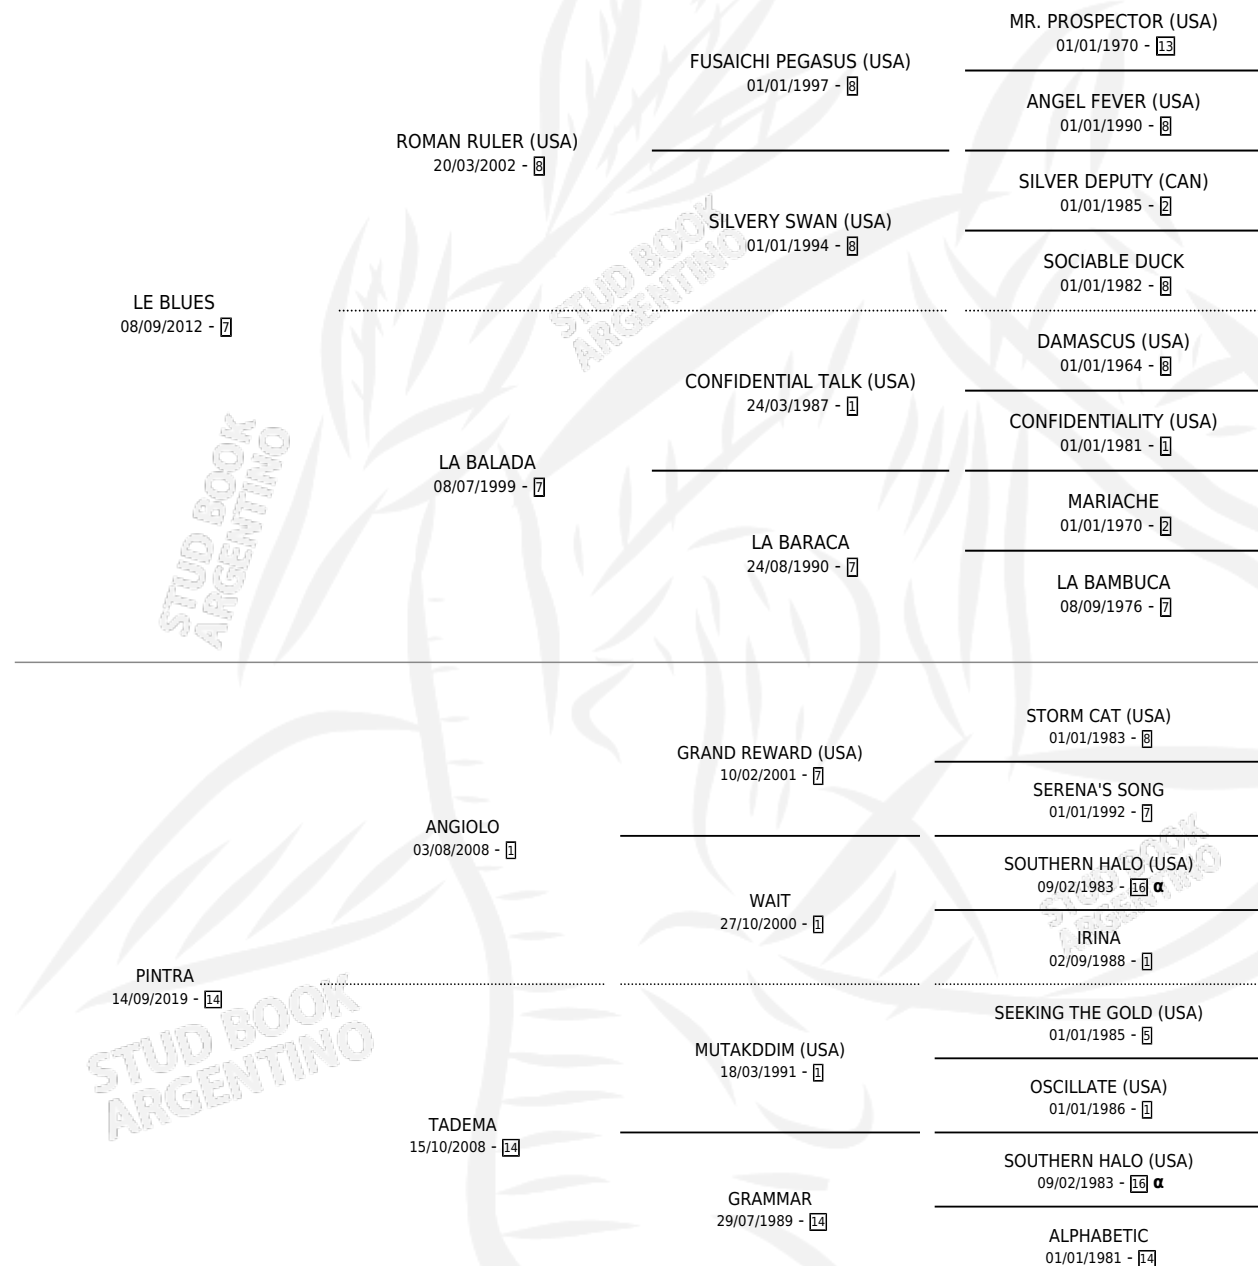 MR. PROSPECTOR (USA)
01/01/1970 - 13
FUSAICHI PEGASUS (USA)
01/01/1997 - 8
ANGEL FEVER (USA)
01/01/1990 - 8
ROMAN RULER (USA)
20/03/2002 - 8
SILVER DEPUTY (CAN)
01/01/1985 - 2
SILVERY SWAN (USA)
01/01/1994 - 8
SOCIABLE DUCK
01/01/1982 - 8
STUD BOOK
ARGENTINO
LE BLUES
08/09/2012 - 7
DAMASCUS (USA)
01/01/1964 - 8
CONFIDENTIAL TALK (USA)
24/03/1987 - 1
CONFIDENTIALITY (USA)
01/01/1981 - 1
LA BALADA
08/07/1999 - 7
MARIACHE
01/01/1970 - 2
LA BARACA
24/08/1990 - 7
LA BAMBUCA
08/09/1976 - 7
STUD BOOK
ARGENTINO
STORM CAT (USA)
01/01/1983 - 8
GRAND REWARD (USA)
10/02/2001 - 7
SERENA'S SONG
01/01/1992 - 7
ANGIOLO
03/08/2008 - 1
SOUTHERN HALO (USA)
09/02/1983 - 16 α
WAIT
27/10/2000 - 1
IRINA
02/09/1988 - 1
STUD BOOK
ARGENTINO
PINTRA
14/09/2019 - 14
SEEKING THE GOLD (USA)
01/01/1985 - 5
MUTAKDDIM (USA)
18/03/1991 - 1
OSCILLATE (USA)
01/01/1986 - 1
STUD BOOK
ARGENTINO
TADEMA
15/10/2008 - 14
SOUTHERN HALO (USA)
09/02/1983 - 16 α
GRAMMAR
29/07/1989 - 14
ALPHABETIC
01/01/1981 - 14